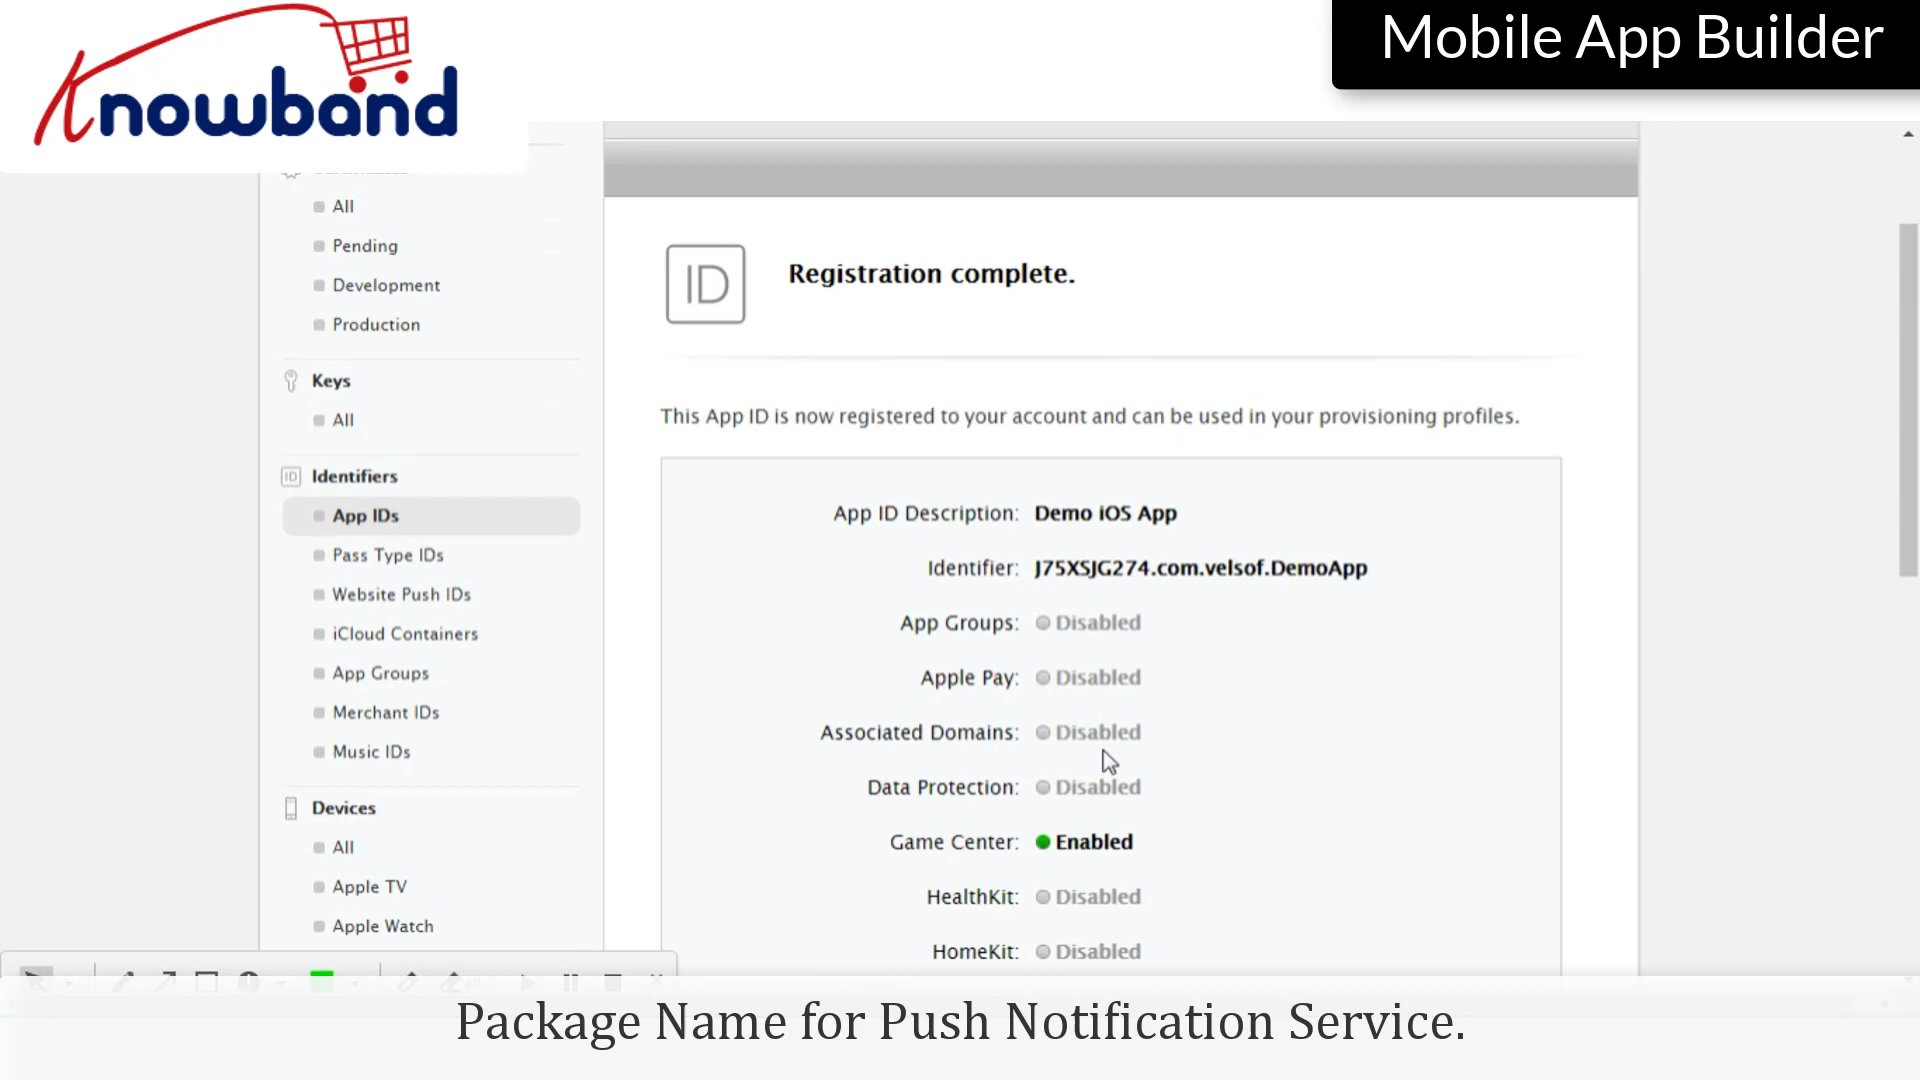 Knowband
Mobile App Builder
All
Pending
Development
Production
Keys
All
Identifiers
App IDs
Pass Type IDs
Website Push IDs
iCloud Containers
App Groups
Merchant IDs
Music IDs
Devices
All
Apple TV
Apple Watch
ID
Registration complete.
This App ID is now registered to your account and can be used in your provisioning profiles.
App ID Description: Demo iOS App
Identifier: J75XSJG274.com.velsof.DemoApp
App Groups: Disabled
Apple Pay: Disabled
Associated Domains: Disabled
Data Protection: Disabled
Game Center: Enabled
HealthKit: Disabled
HomeKit: Disabled
Package Name for Push Notification Service.